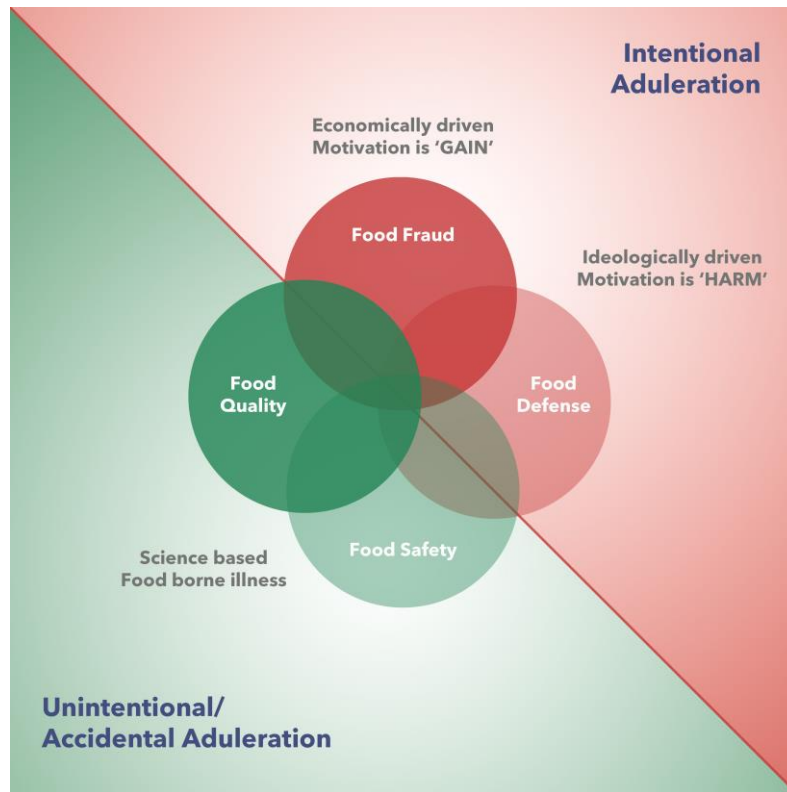 Intentional
Aduleration
Economically driven
Motivation is ‘GAIN’
Food Fraud
Ideologically driven
Motivation is ‘HARM’
Food
Quality
Food
Defense
Food Safety
Science based
Food borne illness
Unintentional/
Accidental Aduleration